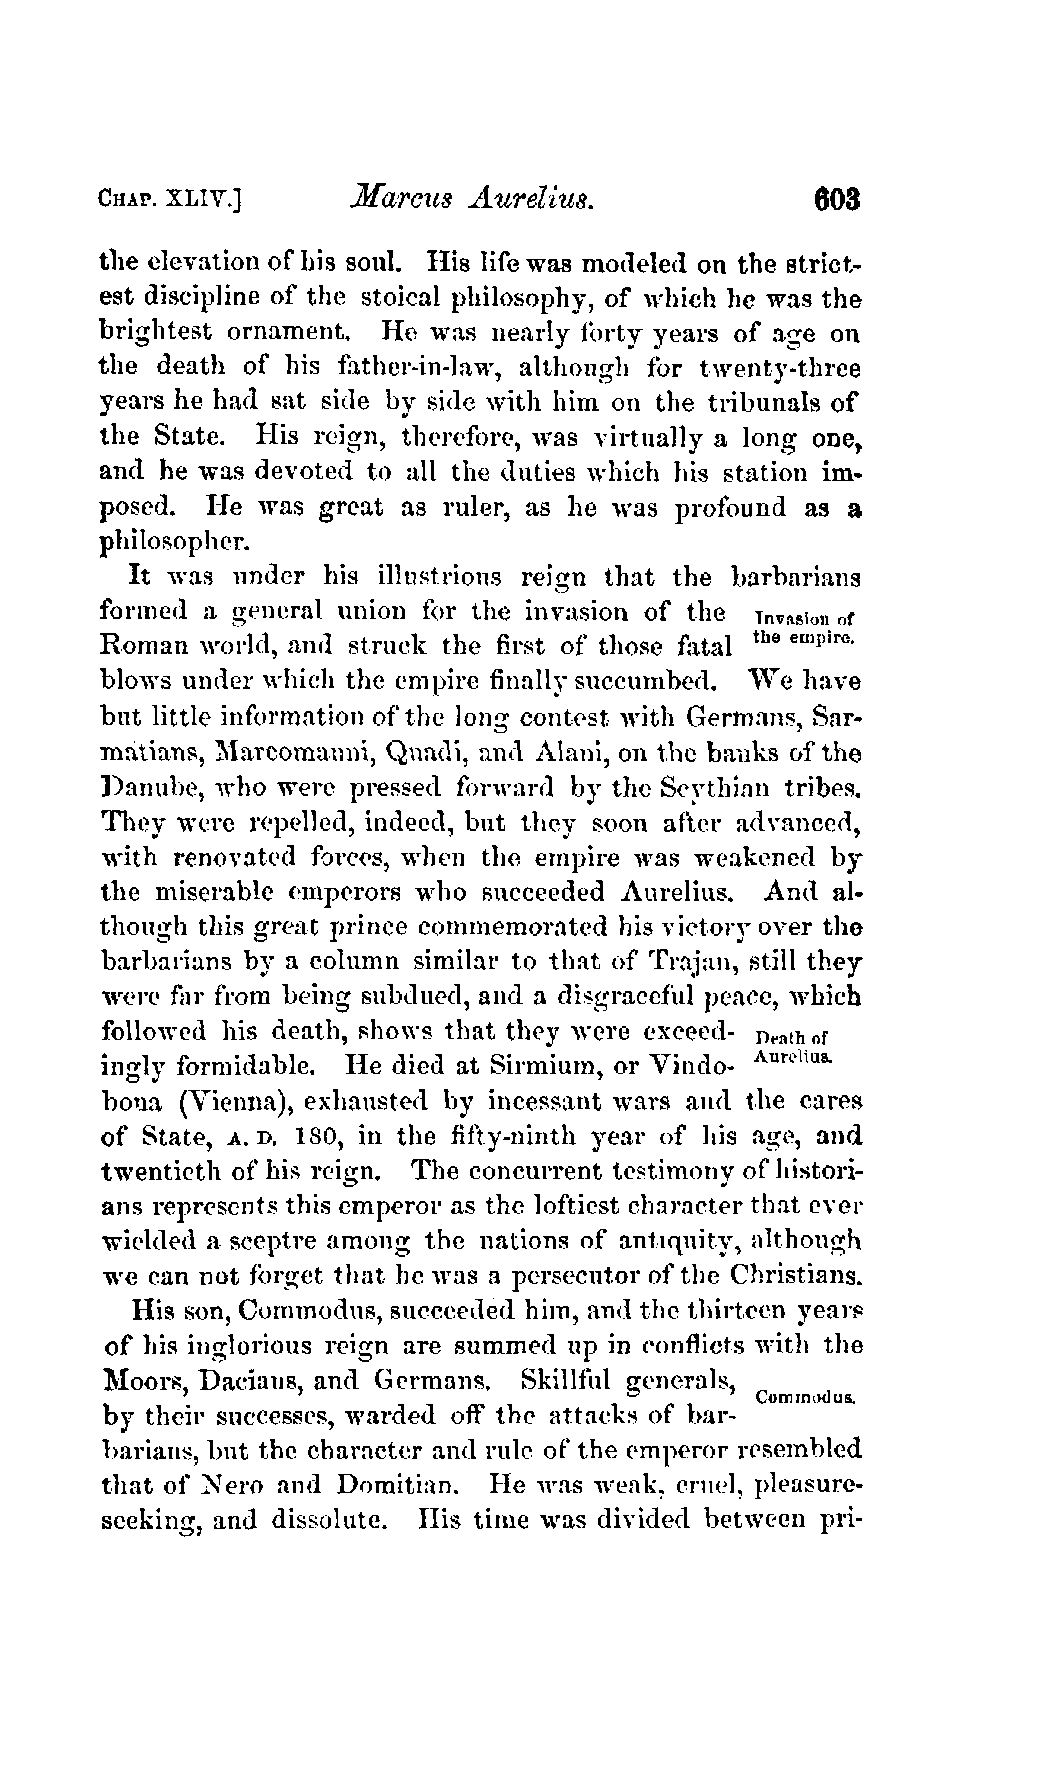 CHAP. XLIV.] Marcus Aurelius. 603
the elevation of his soul. His life was modeled on the strict-
est discipline of the stoical philosophy, of which he was the
brightest ornament. He was nearly forty years of age on
the death of his father-in-law, although for twenty-three
years he had sat side by side with him on the tribunals of
the State. His reign, therefore, was virtually a long one,
and he was devoted to all the duties which his station im-
posed. He was great as ruler, as he was profound as a
philosopher.
It was under his illustrious reign that the barbarians
formed a general union for the invasion of the
Invasion of
the empire.
Roman world, and struck the first of those fatal
blows under which the empire finally succumbed. We have
but little information of the long contest with Germans, Sar-
matians, Marcomanni, Quadi, and Alani, on the banks of the
Danube, who were pressed forward by the Scythian tribes.
They were repelled, indeed, but they soon after advanced,
with renovated forces, when the empire was weakened by
the miserable emperors who succeeded Aurelius. And al-
though this great prince commemorated his victory over the
barbarians by a column similar to that of Trajan, still they
were far from being subdued, and a disgraceful peace, which
followed his death, shows that they were exceed-
Death of
Aurelius.
ingly formidable. He died at Sirmium, or Vindo-
bona (Vienna), exhausted by incessant wars and the cares
of State, A. D. 180, in the fifty-ninth year of his age, and
twentieth of his reign. The concurrent testimony of histori-
ans represents this emperor as the loftiest character that ever
wielded a sceptre among the nations of antiquity, although
we can not forget that he was a persecutor of the Christians.
His son, Commodus, succeeded him, and the thirteen years
of his inglorious reign are summed up in conflicts with the
Moors, Dacians, and Germans. Skillful generals,
Commodus.
by their successes, warded off the attacks of bar-
barians, but the character and rule of the emperor resembled
that of Nero and Domitian. He was weak, cruel, pleasure-
seeking, and dissolute. His time was divided between pri-